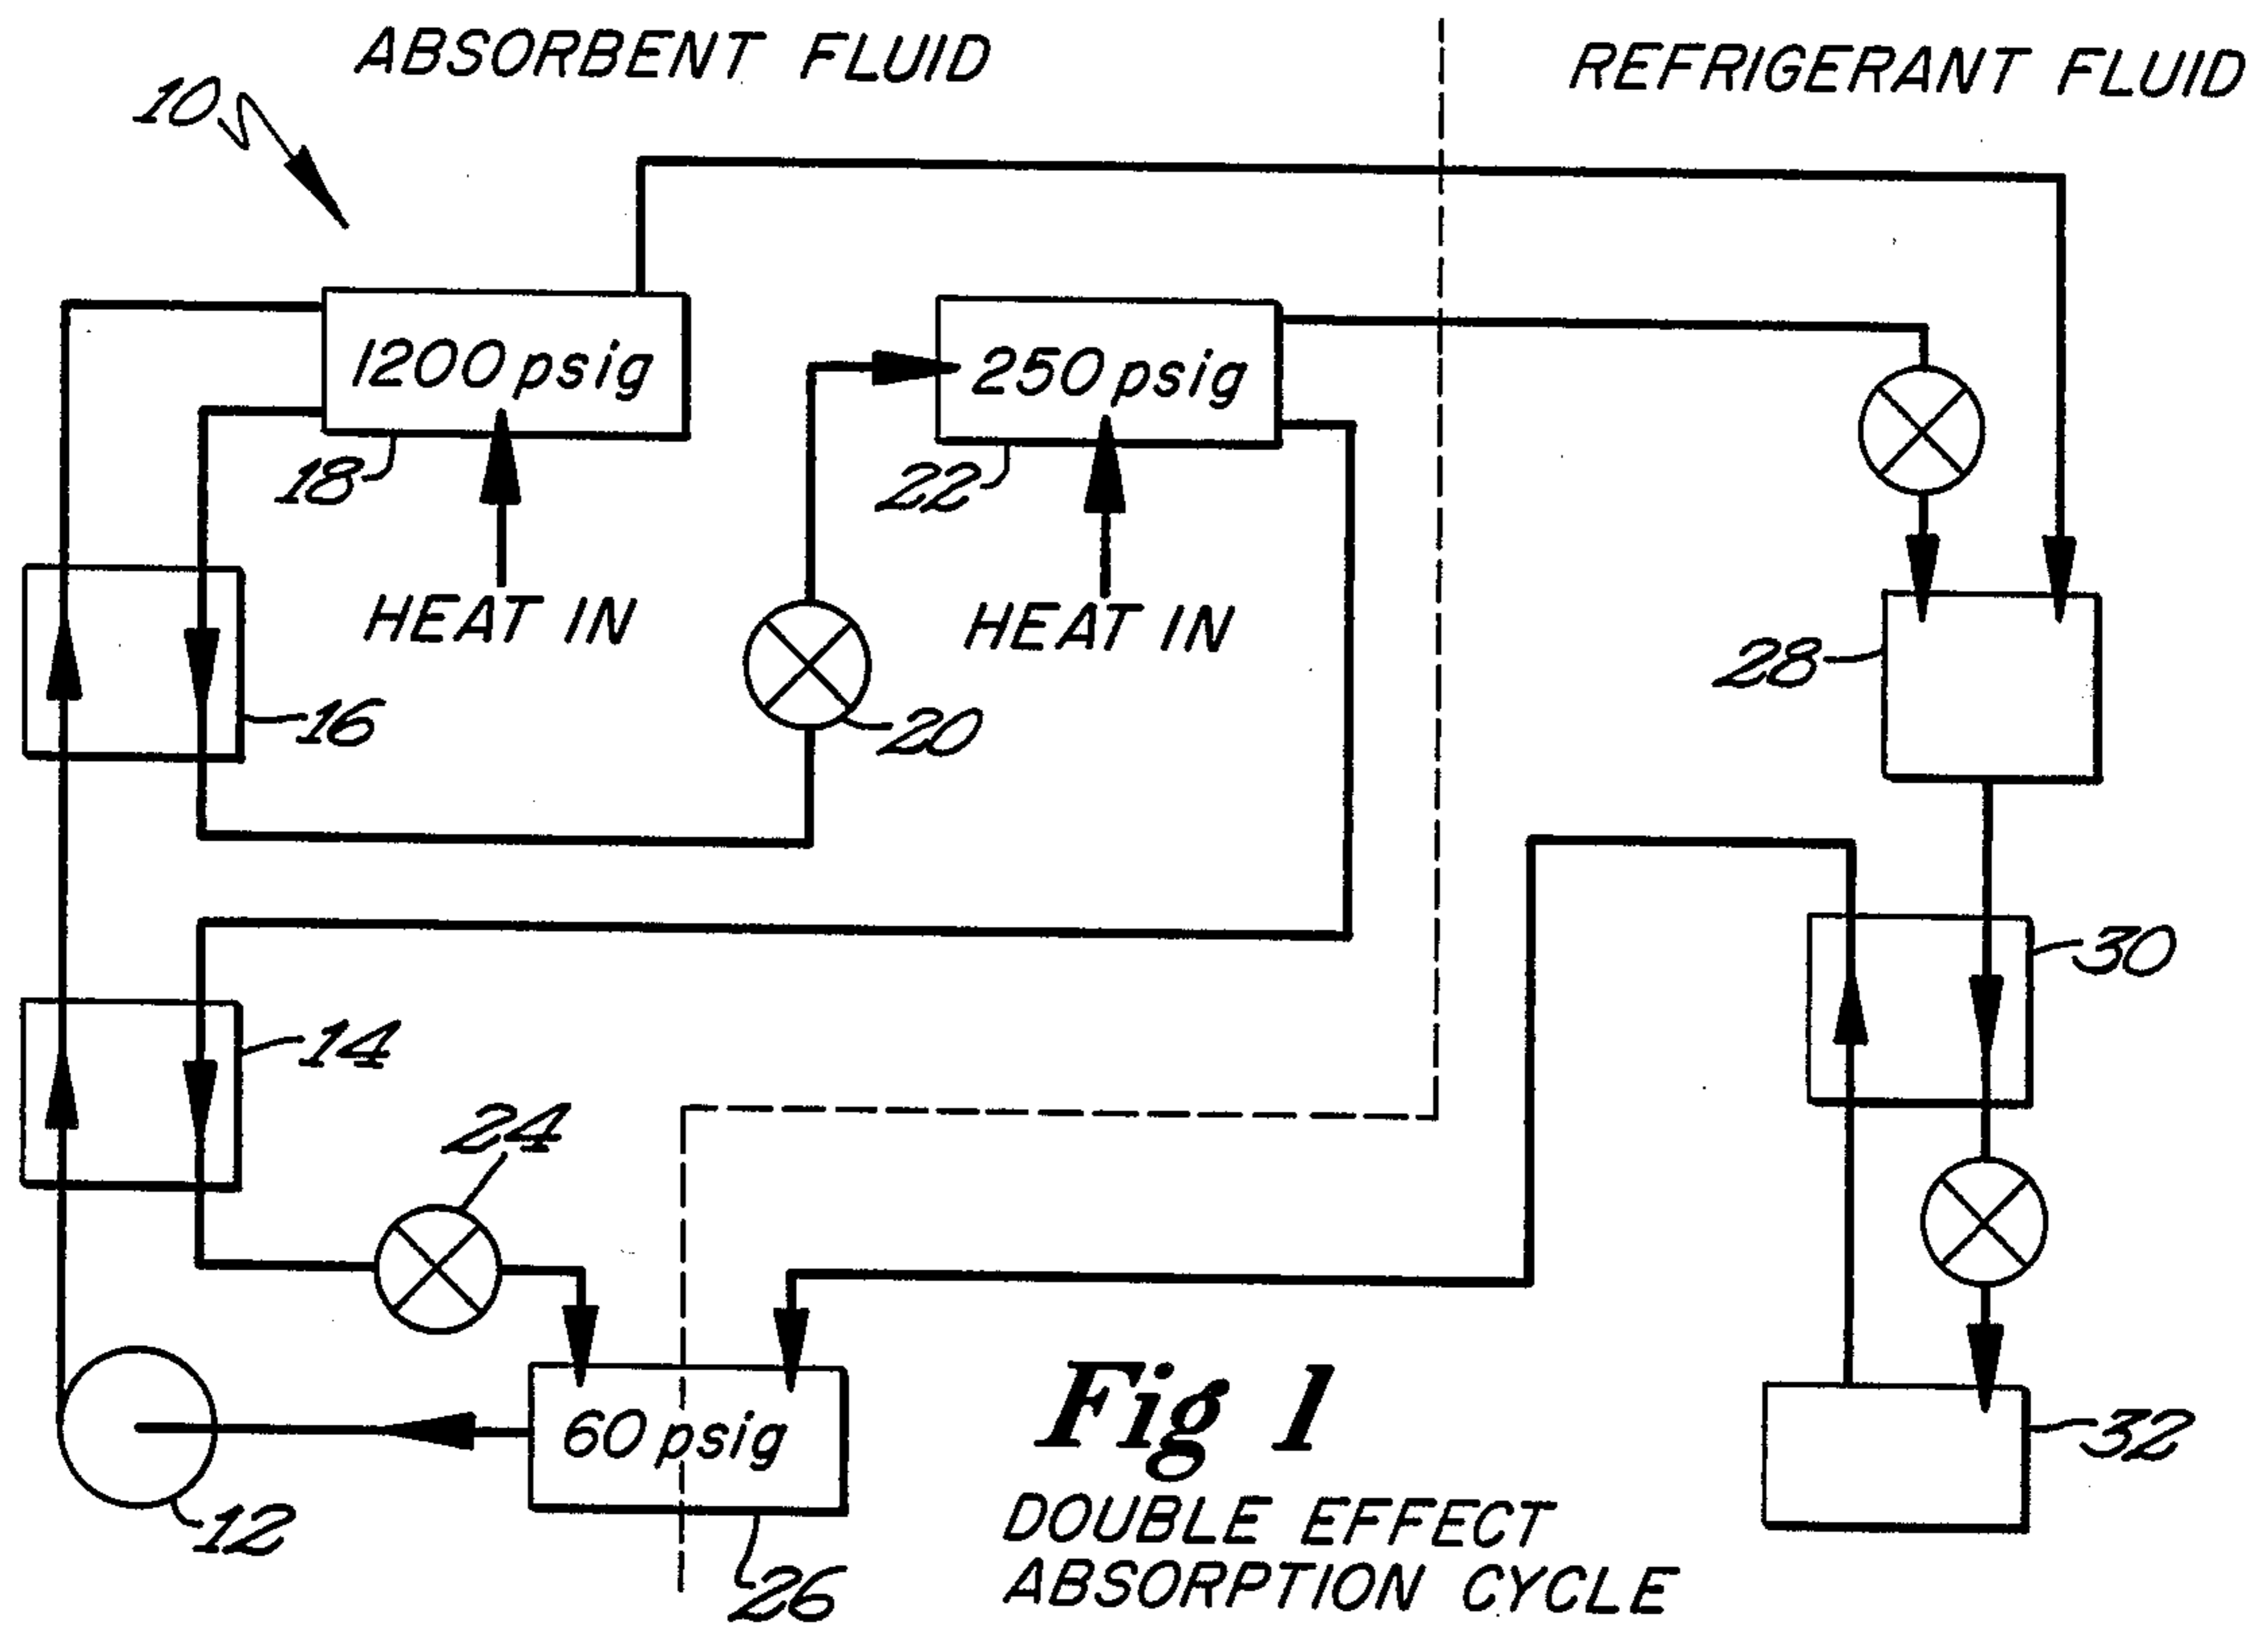 ABSORBENT FLUID
REFRIGERANT FLUID
10
1200 psig
250 psig
18
22
HEAT IN
HEAT IN
28
16
20
30
14
24
60 psig
Fig 1
32
12
DOUBLE EFFECT
26
ABSORPTION CYCLE